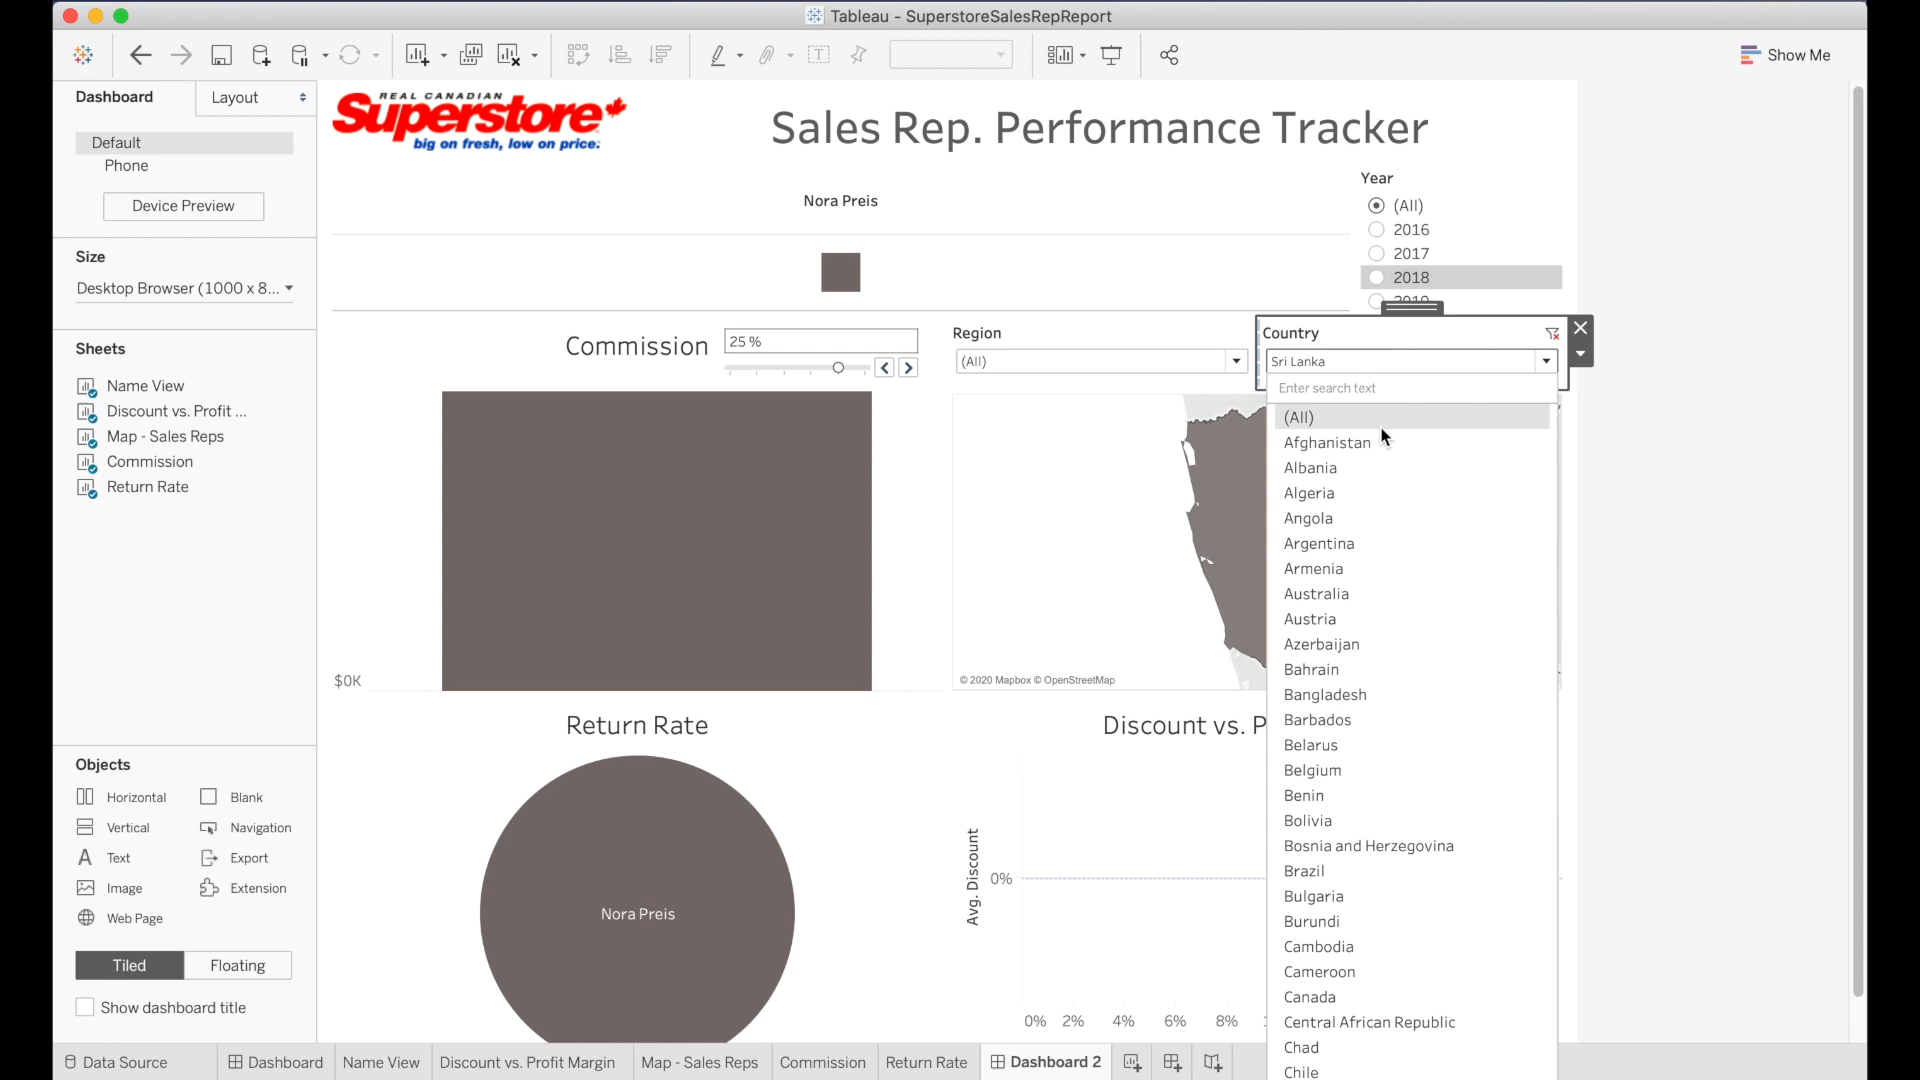 Tableau - SuperstoreSalesRepReport
Show Me
Dashboard
Layout
Default
Phone
Device Preview
Size
Desktop Browser (1000 x 8...
Sheets
Name View
Discount vs. Profit ...
Map - Sales Reps
Commission
Return Rate
Objects
Horizontal
Blank
Vertical
Navigation
Text
Export
Image
Extension
Web Page
Tiled
Floating
Show dashboard title
REAL CANADIAN
Superstore
big on fresh, low on price.
Sales Rep. Performance Tracker
Nora Preis
Year
(All)
2016
2017
2018
2019
Commission
25 %
Region
(All)
Country
Sri Lanka
Enter search text
(All)
Afghanistan
Albania
Algeria
Angola
Argentina
Armenia
Australia
Austria
Azerbaijan
Bahrain
Bangladesh
Barbados
Belarus
Belgium
Benin
Bolivia
Bosnia and Herzegovina
Brazil
Bulgaria
Burundi
Cambodia
Cameroon
Canada
Central African Republic
Chad
Chile
$0K
© 2020 Mapbox © OpenStreetMap
Return Rate
Nora Preis
Discount vs. P
Avg. Discount
0%
0% 2% 4% 6% 8%
Data Source
Dashboard
Name View
Discount vs. Profit Margin
Map - Sales Reps
Commission
Return Rate
Dashboard 2